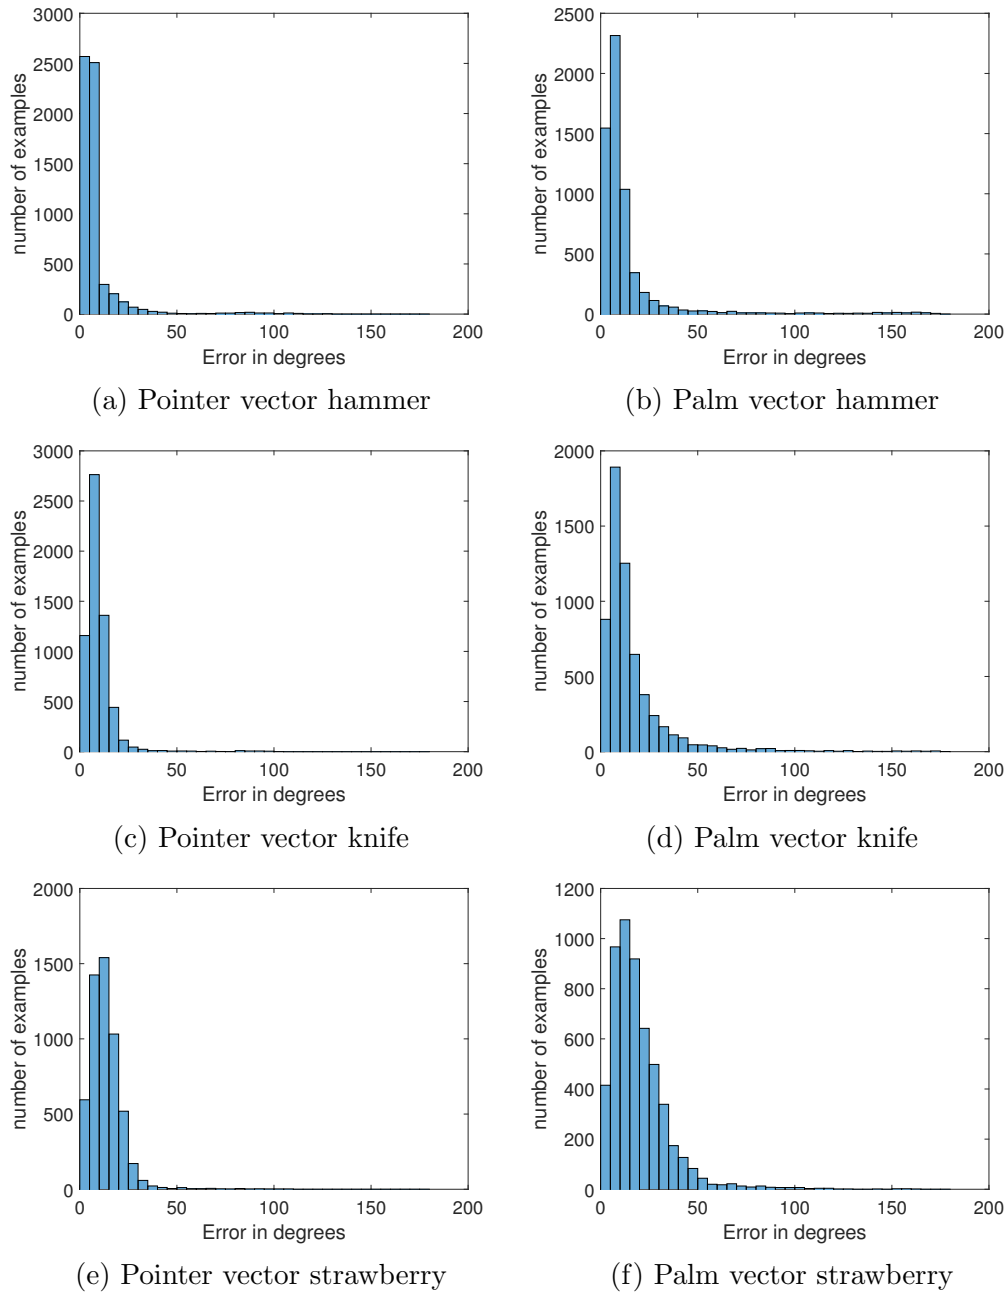 3000
2500
2000
1500
1000
500
0
number of examples
0 50 100 150 200
Error in degrees
(a) Pointer vector hammer
2500
2000
1500
1000
500
0
number of examples
0 50 100 150 200
Error in degrees
(b) Palm vector hammer
3000
2500
2000
1500
1000
500
0
number of examples
0 50 100 150 200
Error in degrees
(c) Pointer vector knife
2000
1500
1000
500
0
number of examples
0 50 100 150 200
Error in degrees
(d) Palm vector knife
2000
1500
1000
500
0
number of examples
0 50 100 150 200
Error in degrees
(e) Pointer vector strawberry
1200
1000
800
600
400
200
0
number of examples
0 50 100 150 200
Error in degrees
(f) Palm vector strawberry